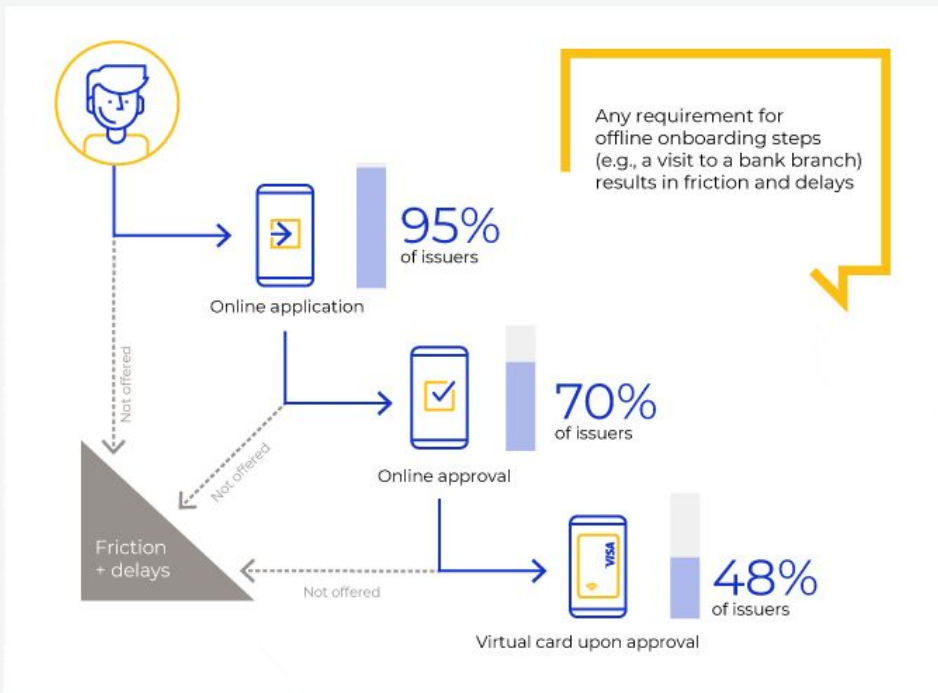 Any requirement for
offline onboarding steps
(e.g., a visit to a bank branch)
results in friction and delays
95%
of issuers
Online application
Not offered
70%
of issuers
Online approval
Not offered
Friction
+ delays
Not offered
VISA
48%
of issuers
Virtual card upon approval